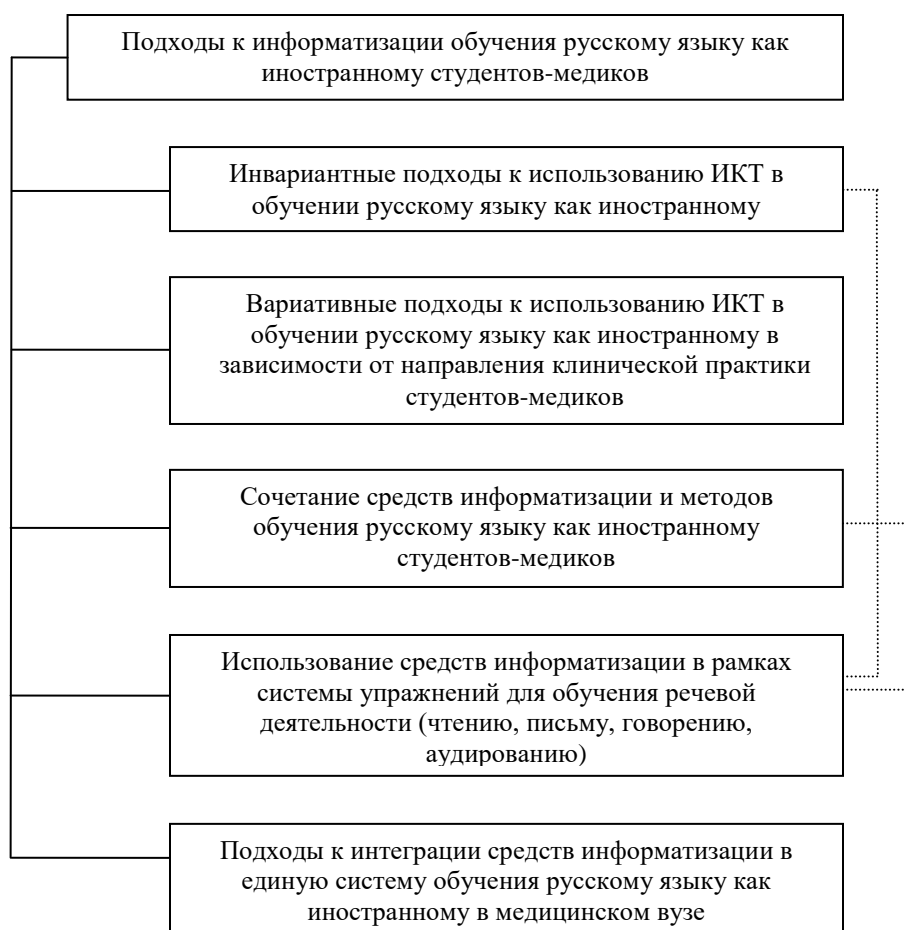 Подходы к информатизации обучения русскому языку как
иностранному студентов-медиков
Инвариантные подходы к использованию ИКТ в
обучении русскому языку как иностранному
Вариативные подходы к использованию ИКТ в
обучении русскому языку как иностранному в
зависимости от направления клинической практики
студентов-медиков
Сочетание средств информатизации и методов
обучения русскому языку как иностранному
студентов-медиков
Использование средств информатизации в рамках
системы упражнений для обучения речевой
деятельности (чтению, письму, говорению,
аудированию)
Подходы к интеграции средств информатизации в
единую систему обучения русскому языку как
иностранному в медицинском вузе